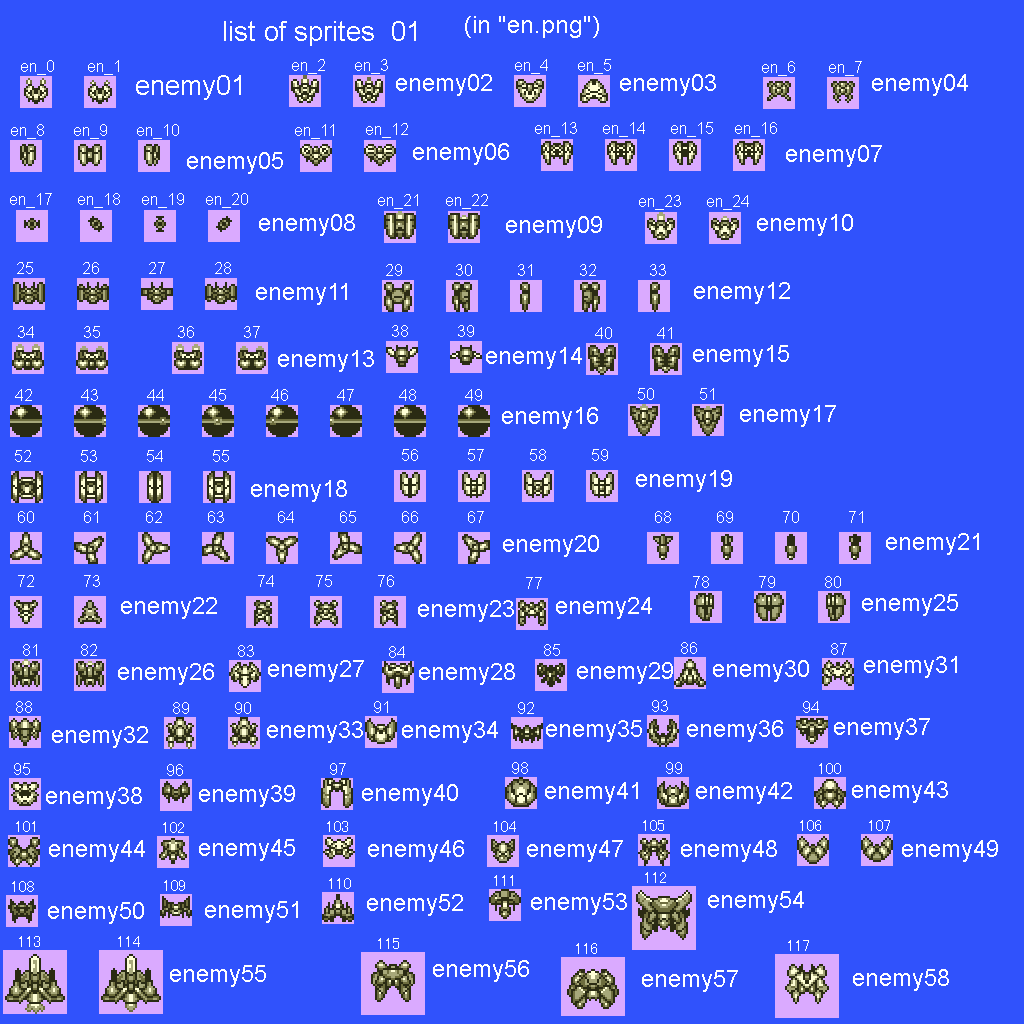 list of sprites 01 (in "en.png")
en_0 en_1 enemy01 en_2 en_3 enemy02 en_4 en_5 enemy03 en_6 en_7 enemy04
en_8 en_9 en_10 enemy05 en_11 en_12 enemy06 en_13 en_14 en_15 en_16 enemy07
en_17 en_18 en_19 en_20 enemy08 en_21 en_22 enemy09 en_23 en_24 enemy10
25 26 27 28 enemy11 29 30 31 32 33 enemy12
34 35 36 37 enemy13 38 39 enemy14 40 41 enemy15
42 43 44 45 46 47 48 49 enemy16 50 51 enemy17
52 53 54 55 enemy18 56 57 58 59 enemy19
60 61 62 63 64 65 66 67 enemy20 68 69 70 71 enemy21
72 73 enemy22 74 75 76 enemy23 77 enemy24 78 79 80 enemy25
81 82 enemy26 83 enemy27 84 enemy28 85 enemy29 86 enemy30 87 enemy31
88 enemy32 89 90 enemy33 91 enemy34 92 enemy35 93 enemy36 94 enemy37
95 enemy38 96 enemy39 97 enemy40 98 enemy41 99 enemy42 100 enemy43
101 enemy44 102 enemy45 103 enemy46 104 enemy47 105 enemy48 106 107 enemy49
108 enemy50 109 enemy51 110 enemy52 111 enemy53 112 enemy54
113 114 enemy55 115 enemy56 116 enemy57 117 enemy58